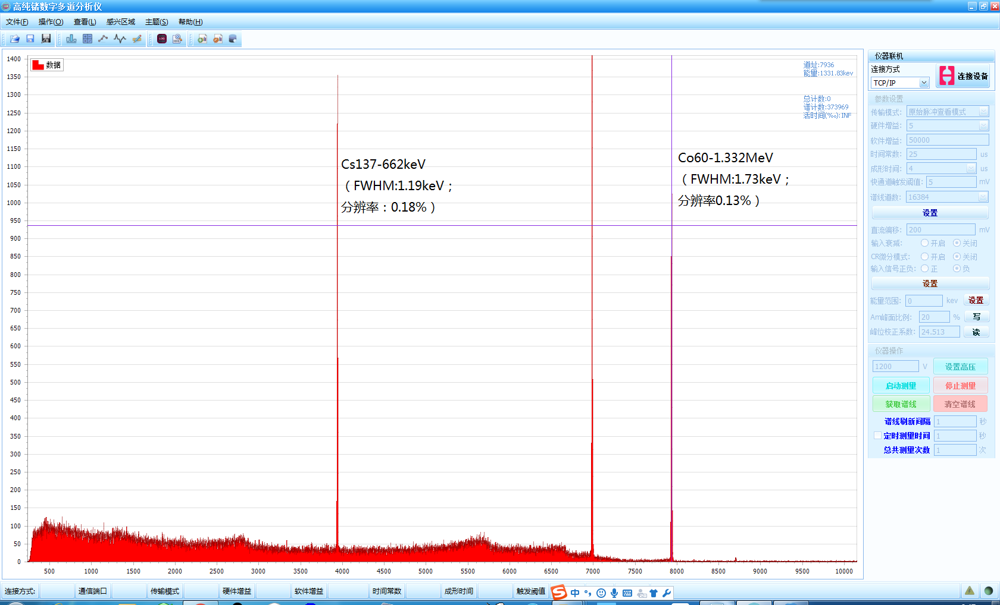 高纯锗数字多道分析仪
文件(F) 操作(O) 查看(L) 感兴区域 主题(S) 帮助(H)
数据
1400
1350
1300
1250
1200
1150
1100
1050
1000
950
900
850
800
750
700
650
600
550
500
450
400
350
300
250
200
150
100
50
0
500 1000 1500 2000 2500 3000 3500 4000 4500 5000 5500 6000 6500 7000 7500 8000 8500 9000 9500 10000
道址:7936
能量:1331.83kev
总计数:0
谱计数:373969
活时间(‰):INF
Cs137-662keV
（FWHM:1.19keV；
分辨率：0.18%）
Co60-1.332MeV
（FWHM:1.73keV；
分辨率0.13%）
仪器联机
连接方式
TCP/IP
连接设备
参数设置
传输模式: 原始脉冲查看模式
硬件增益: 5
软件增益: 50000
时间常数: 25 us
成形时间: 4 us
快通道触发阈值: 5 mV
谱线道数: 16384
设置
直流偏移: 200 mV
输入衰减: 开启 关闭
CR微分模式: 开启 关闭
输入信号正负: 正 负
设置
能量范围: 0 kev 设置
Am峰面比例: 20 % 写
峰位校正系数: 24.513 读
仪器操作
1200 V 设置高压
启动测量 停止测量
获取谱线 清空谱线
谱线刷新间隔 1 秒
定时测量时间 1 秒
总共测量次数 1 次
连接方式: 通信端口 传输模式 硬件增益 软件增益 时间常数 成形时间 触发阈值
中